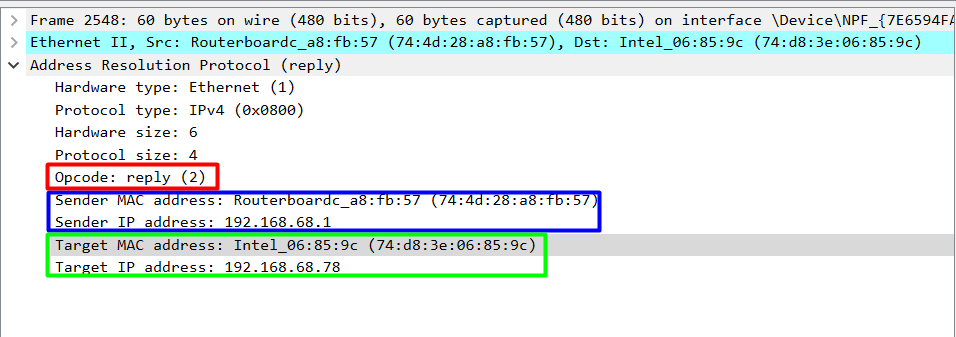 Frame 2548: 60 bytes on wire (480 bits), 60 bytes captured (480 bits) on interface \Device\NPF_{7E6594FA
Ethernet II, Src: Routerboardc_a8:fb:57 (74:4d:28:a8:fb:57), Dst: Intel_06:85:9c (74:d8:3e:06:85:9c)
Address Resolution Protocol (reply)
Hardware type: Ethernet (1)
Protocol type: IPv4 (0x0800)
Hardware size: 6
Protocol size: 4
Opcode: reply (2)
Sender MAC address: Routerboardc_a8:fb:57 (74:4d:28:a8:fb:57)
Sender IP address: 192.168.68.1
Target MAC address: Intel_06:85:9c (74:d8:3e:06:85:9c)
Target IP address: 192.168.68.78